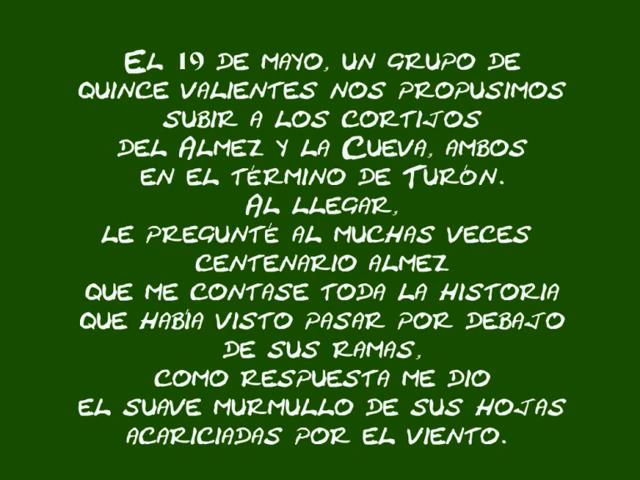 El 19 de mayo, un grupo de
quince valientes nos propusimos
subir a los cortijos
del Almez y la Cueva, ambos
en el término de Turón.
Al llegar,
le pregunté al muchas veces
centenario almez
que me contase toda la historia
que había visto pasar por debajo
de sus ramas,
como respuesta me dio
el suave murmullo de sus hojas
acariciadas por el viento.